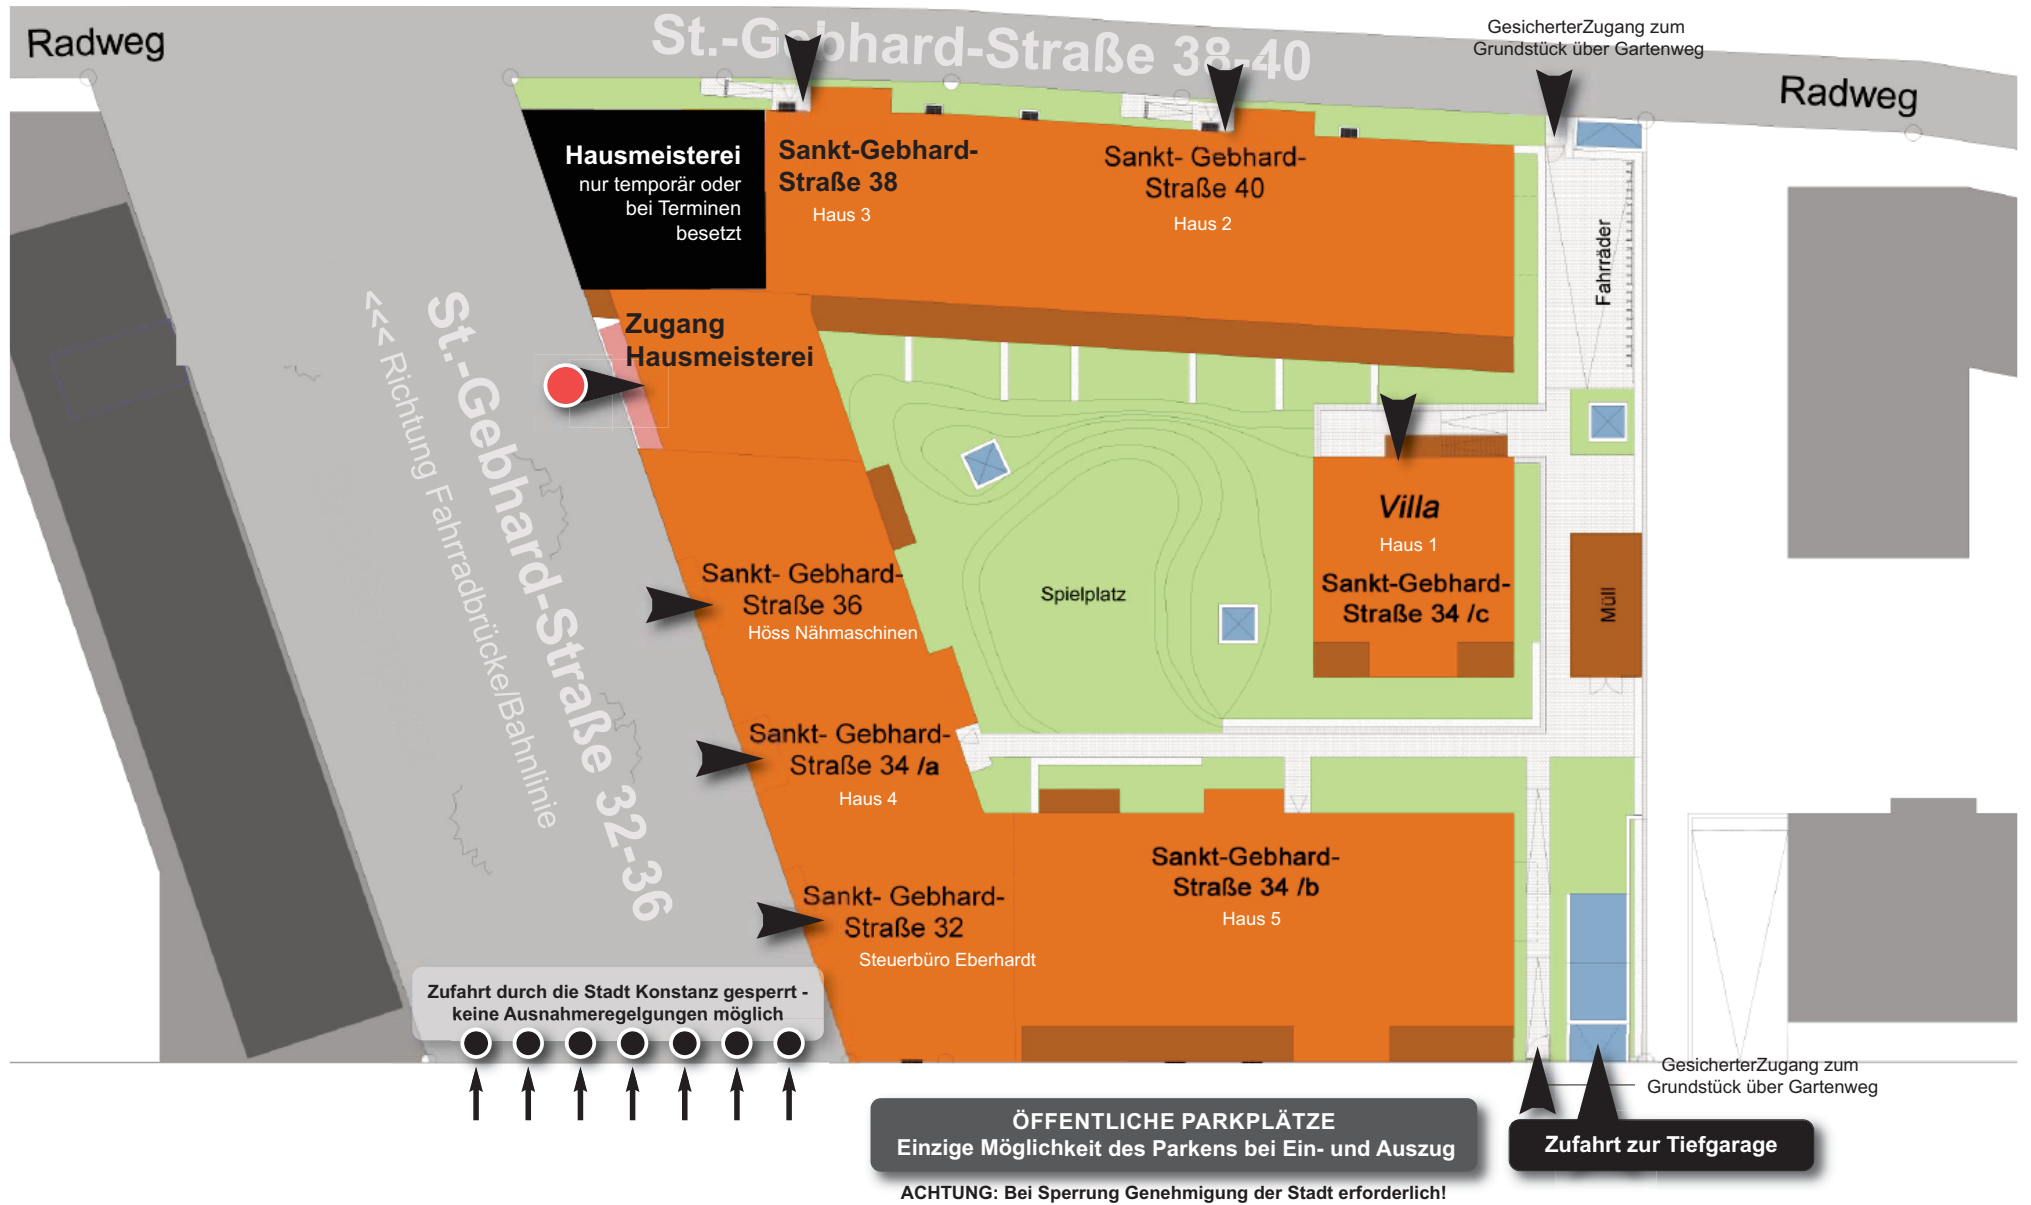 Radweg
St.-Gebhard-Straße 38-40
GesicherterZugang zum
Grundstück über Gartenweg
Radweg
Hausmeisterei
nur temporär oder
bei Terminen
besetzt
Sankt-Gebhard-
Straße 38
Haus 3
Sankt- Gebhard-
Straße 40
Haus 2
Fahrräder
Zugang
Hausmeisterei
St.-Gebhard-Straße 32-36
<<< Richtung Fahrradbrücke/Bahnlinie
Villa
Haus 1
Sankt-Gebhard-
Straße 34 /c
Spielplatz
Müll
Sankt- Gebhard-
Straße 36
Höss Nähmaschinen
Sankt- Gebhard-
Straße 34 /a
Haus 4
Sankt- Gebhard-
Straße 32
Steuerbüro Eberhardt
Sankt-Gebhard-
Straße 34 /b
Haus 5
Zufahrt durch die Stadt Konstanz gesperrt -
keine Ausnahmeregelgungen möglich
GesicherterZugang zum
Grundstück über Gartenweg
ÖFFENTLICHE PARKPLÄTZE
Einzige Möglichkeit des Parkens bei Ein- und Auszug
Zufahrt zur Tiefgarage
ACHTUNG: Bei Sperrung Genehmigung der Stadt erforderlich!